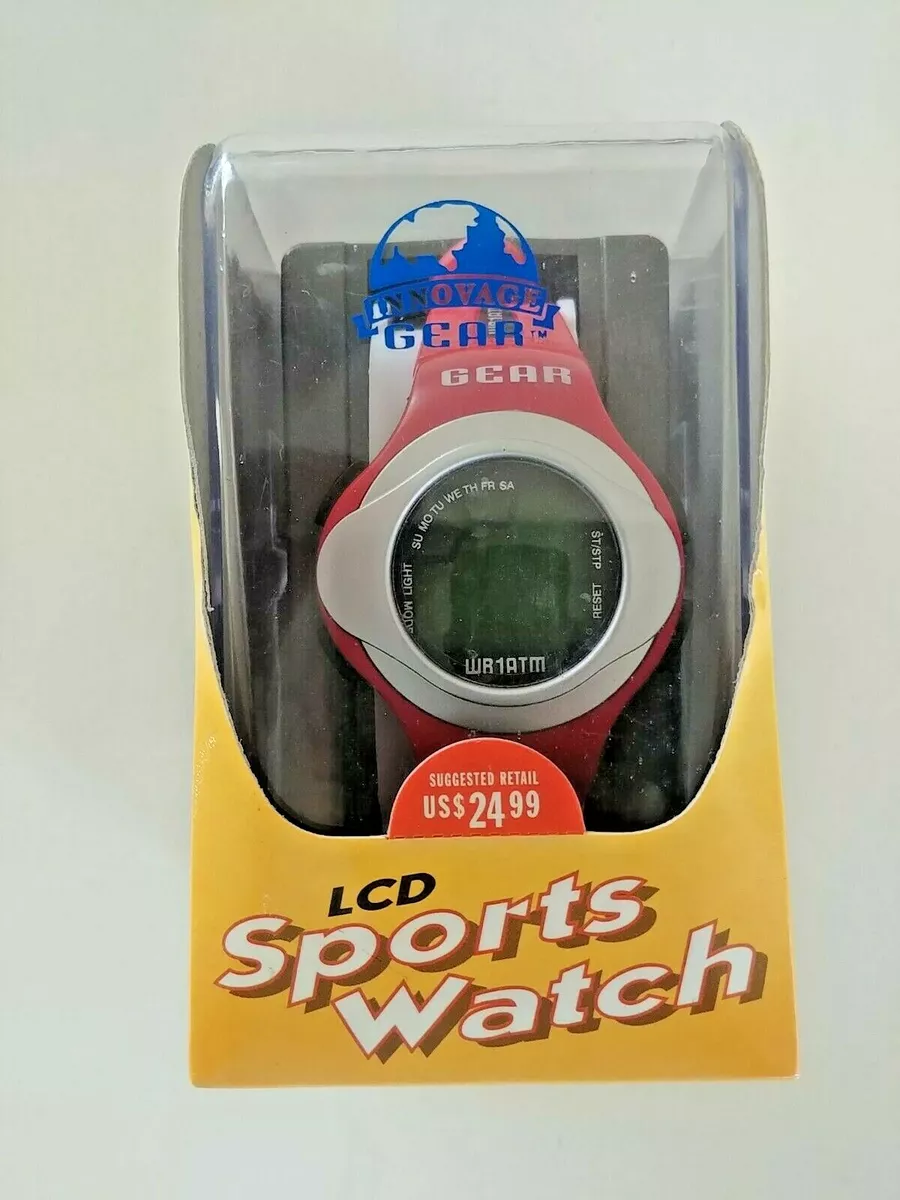 INNOVAGE
GEAR™
GEAR
SU MO TU WE TH FR SA
LIGHT
ST/STP
RESET
WR1ATM
SUGGESTED RETAIL
US$ 24 99
LCD
Sports
Watch